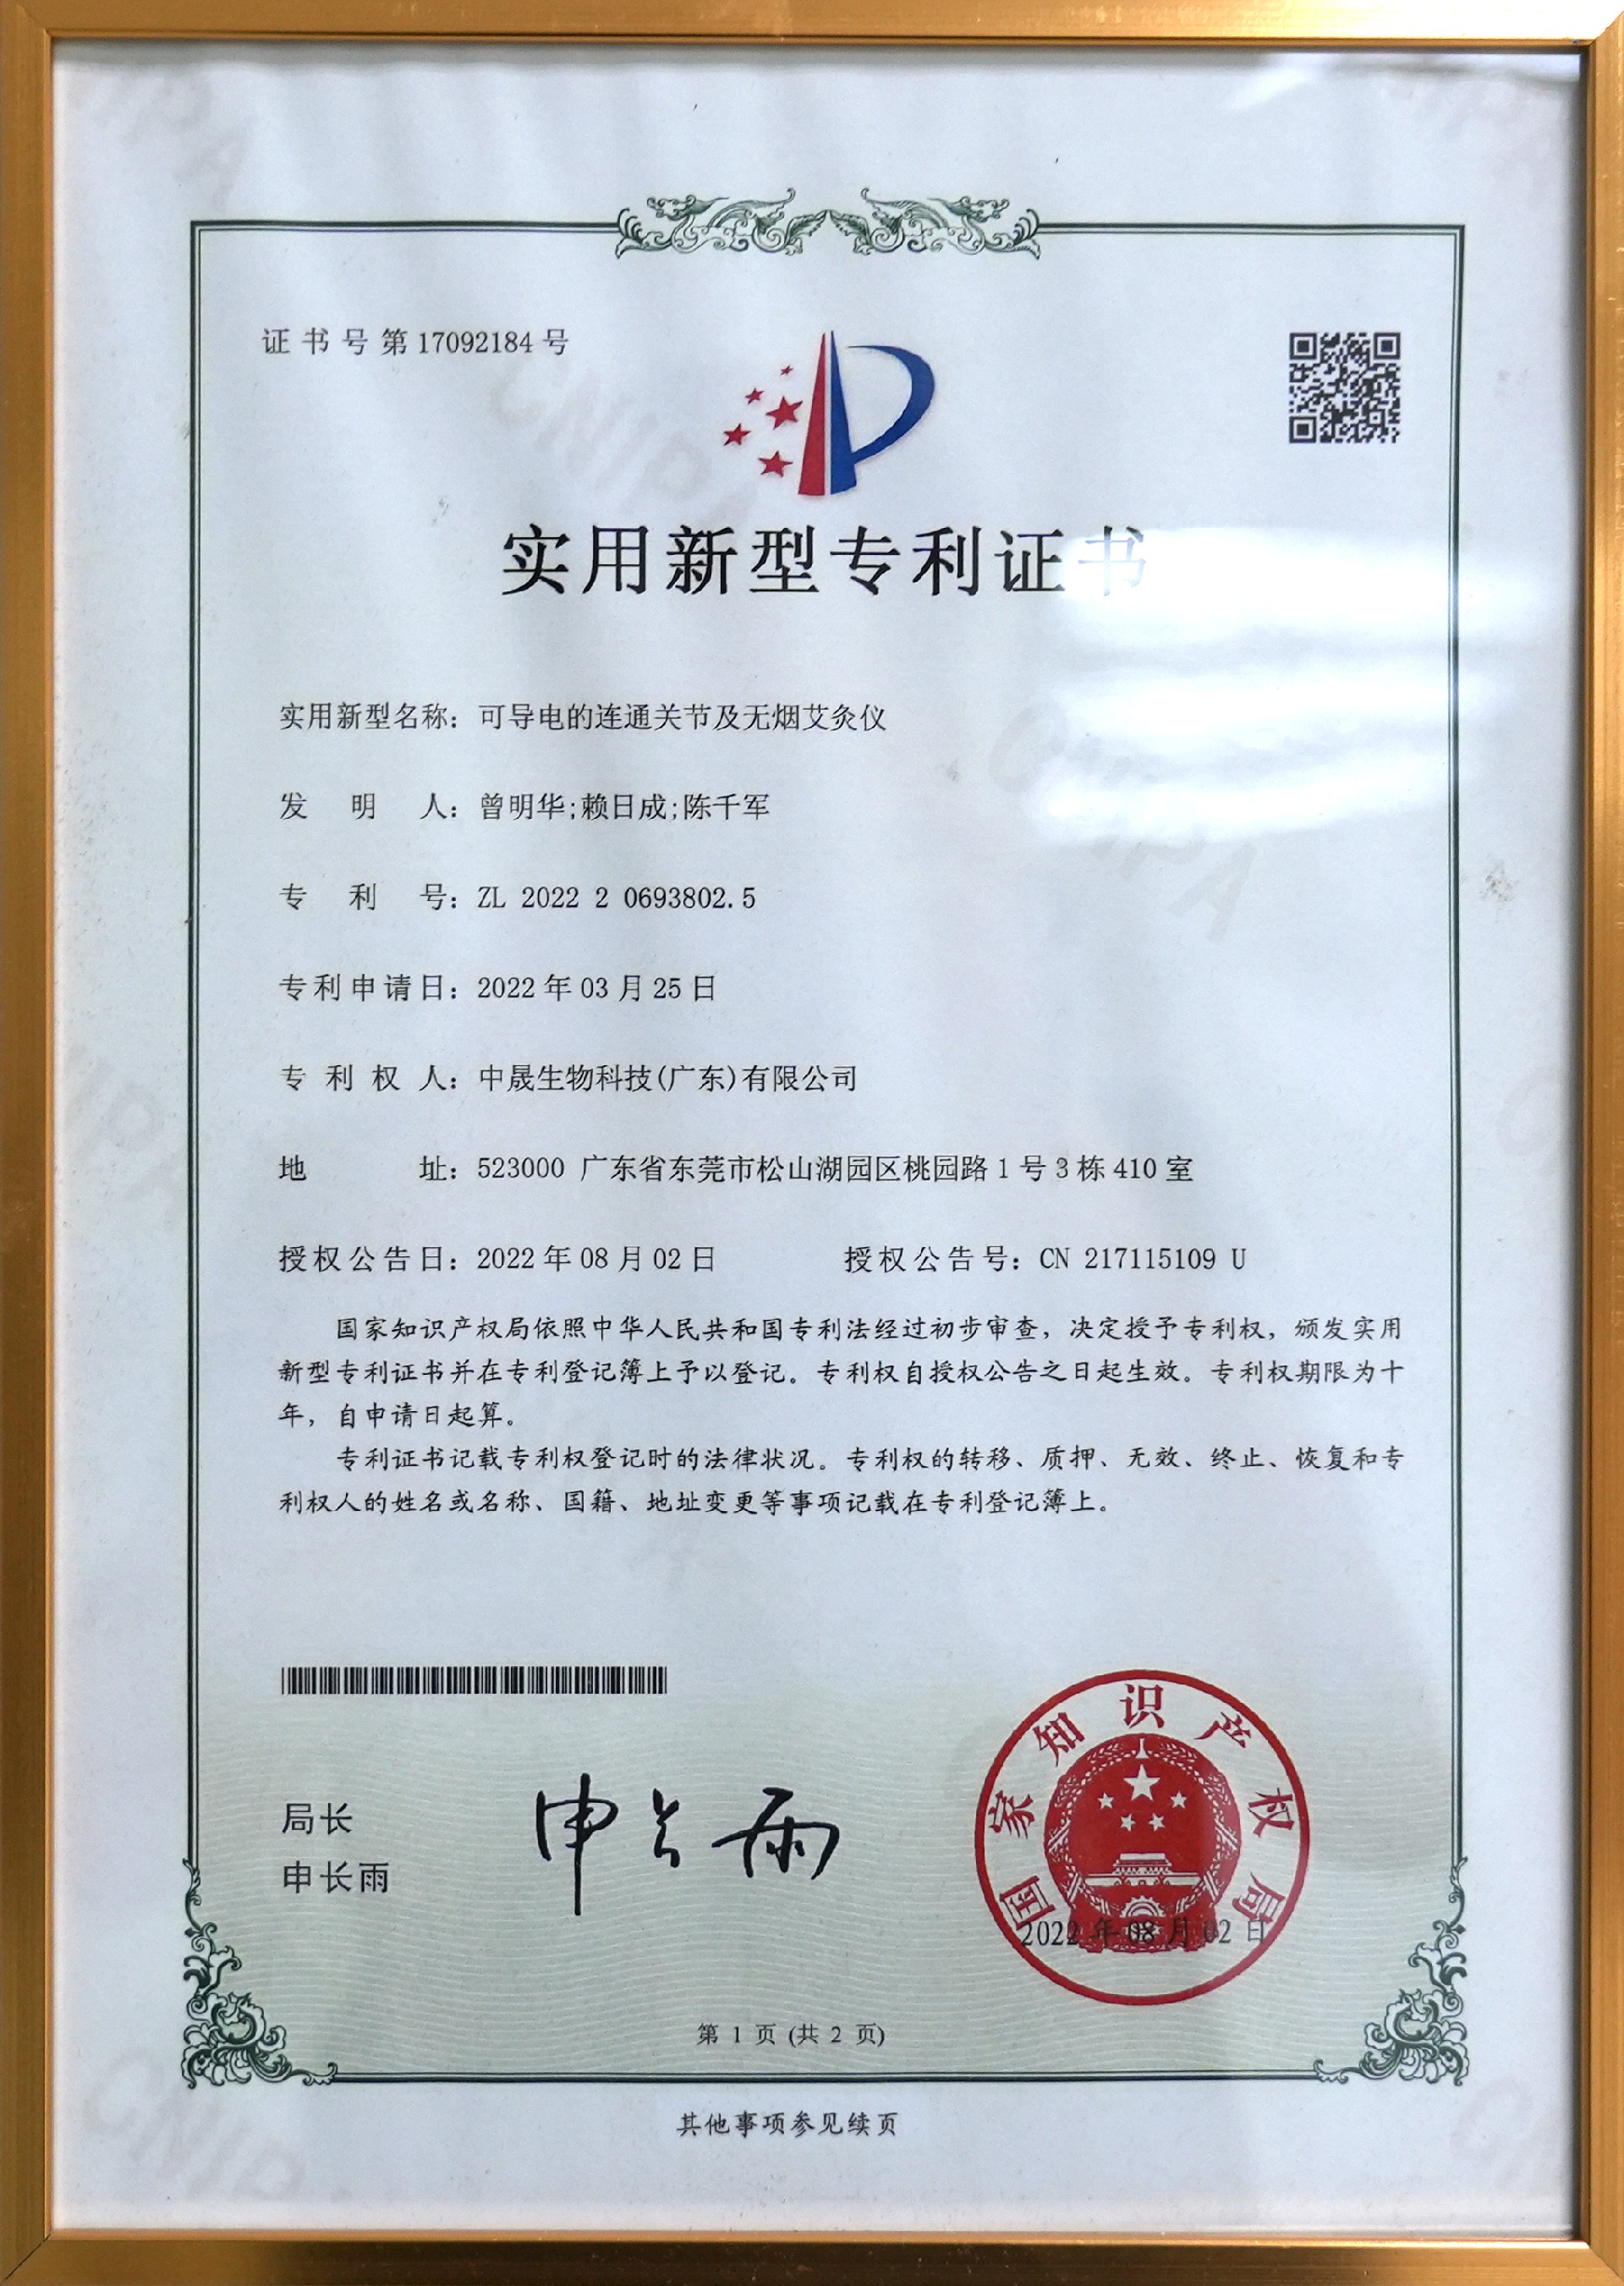 证书号第17092184号
实用新型专利证书
实用新型名称：可导电的连通关节及无烟艾灸仪
发明人：曾明华;赖日成;陈千军
专利号：ZL 2022 2 0693802.5
专利申请日：2022年03月25日
专利权人：中晟生物科技(广东)有限公司
地址：523000 广东省东莞市松山湖园区桃园路1号3栋410室
授权公告日：2022年08月02日 授权公告号：CN 217115109 U
国家知识产权局依照中华人民共和国专利法经过初步审查，决定授予专利权，颁发实用
新型专利证书并在专利登记簿上予以登记。专利权自授权公告之日起生效。专利权期限为十
年，自申请日起算。
专利证书记载专利权登记时的法律状况。专利权的转移、质押、无效、终止、恢复和专
利权人的姓名或名称、国籍、地址变更等事项记载在专利登记簿上。
局长
申长雨
申长雨
国家知识产权局
2022年08月02日
第 1 页 (共 2 页)
其他事项参见续页
CNIPA
CNIPA
CNIPA